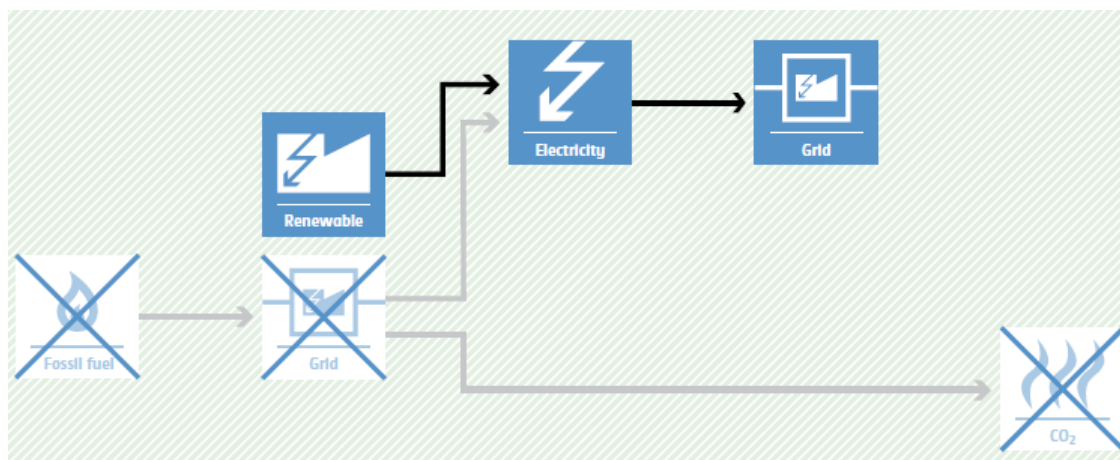 Electricity
Grid
Renewable
Fossil fuel
Grid
CO₂